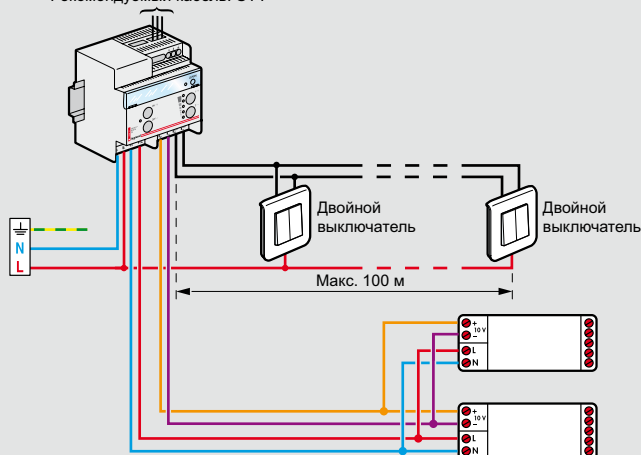 Двойной
выключатель
Двойной
выключатель
N
L
Макс. 100 м
+
10 V
−
L
N
+
10 V
−
L
N